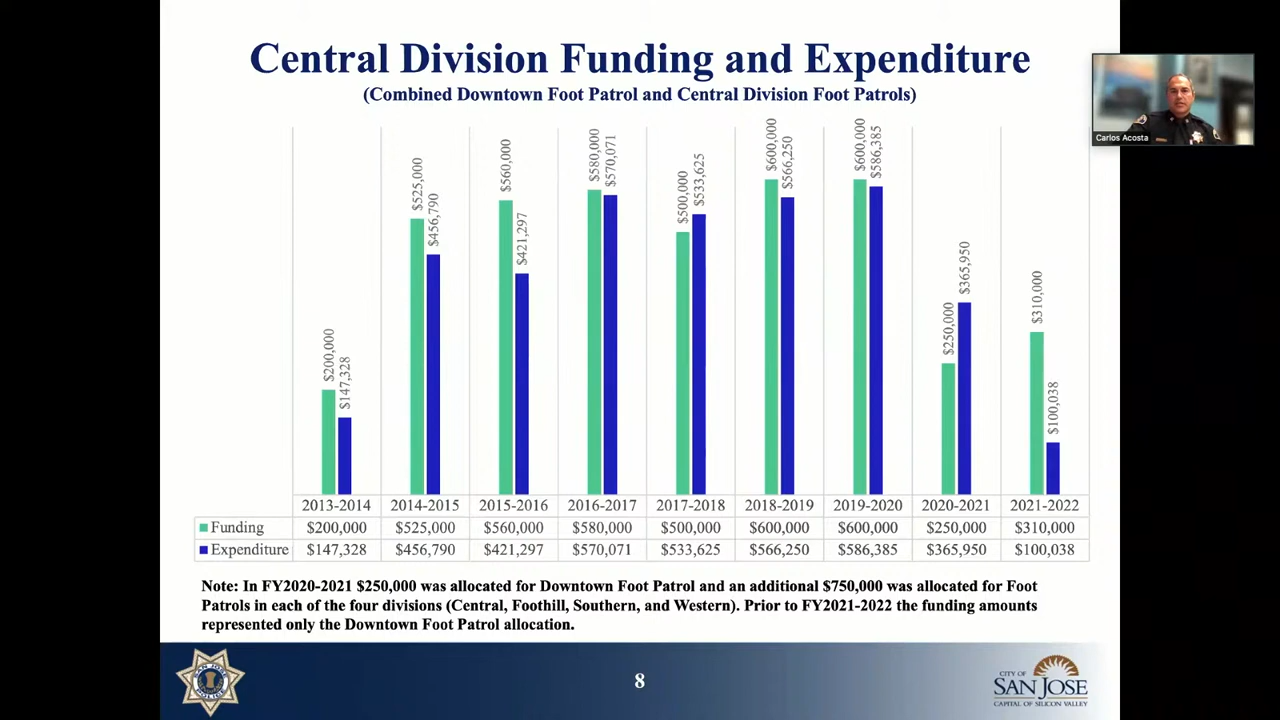 Central Division Funding and Expenditure
(Combined Downtown Foot Patrol and Central Division Foot Patrols)
Carlos Acosta
$200,000
$147,328
$525,000
$456,790
$560,000
$421,297
$580,000
$570,071
$500,000
$533,625
$600,000
$566,250
$600,000
$586,385
$250,000
$365,950
$310,000
$100,038
2013-2014 2014-2015 2015-2016 2016-2017 2017-2018 2018-2019 2019-2020 2020-2021 2021-2022
Funding $200,000 $525,000 $560,000 $580,000 $500,000 $600,000 $600,000 $250,000 $310,000
Expenditure $147,328 $456,790 $421,297 $570,071 $533,625 $566,250 $586,385 $365,950 $100,038
Note: In FY2020-2021 $250,000 was allocated for Downtown Foot Patrol and an additional $750,000 was allocated for Foot
Patrols in each of the four divisions (Central, Foothill, Southern, and Western). Prior to FY2021-2022 the funding amounts
represented only the Downtown Foot Patrol allocation.
SAN JOSE
POLICE
8
CITY OF
SAN JOSE
CAPITAL OF SILICON VALLEY